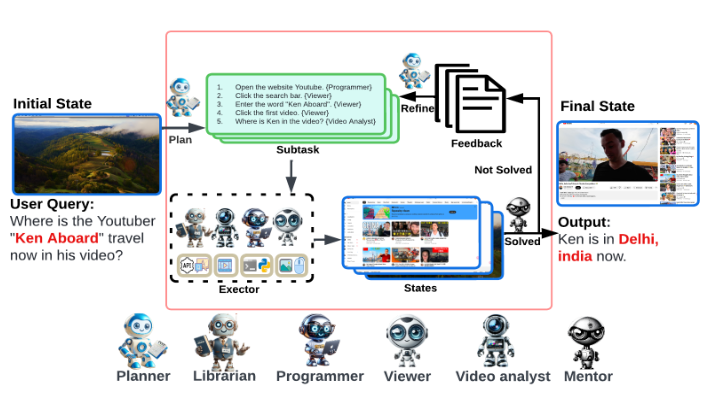 Initial State
User Query:
Where is the Youtuber
"Ken Aboard" travel
now in his video?
Plan
1. Open the website Youtube. {Programmer}
2. Click the search bar. {Viewer}
3. Enter the word "Ken Aboard". {Viewer}
4. Click the first video. {Viewer}
5. Where is Ken in the video? {Video Analyst}
Subtask
Refine
Feedback
Not Solved
API
Exector
States
Solved
Final State
Output:
Ken is in Delhi,
india now.
Planner
Librarian
Programmer
Viewer
Video analyst
Mentor